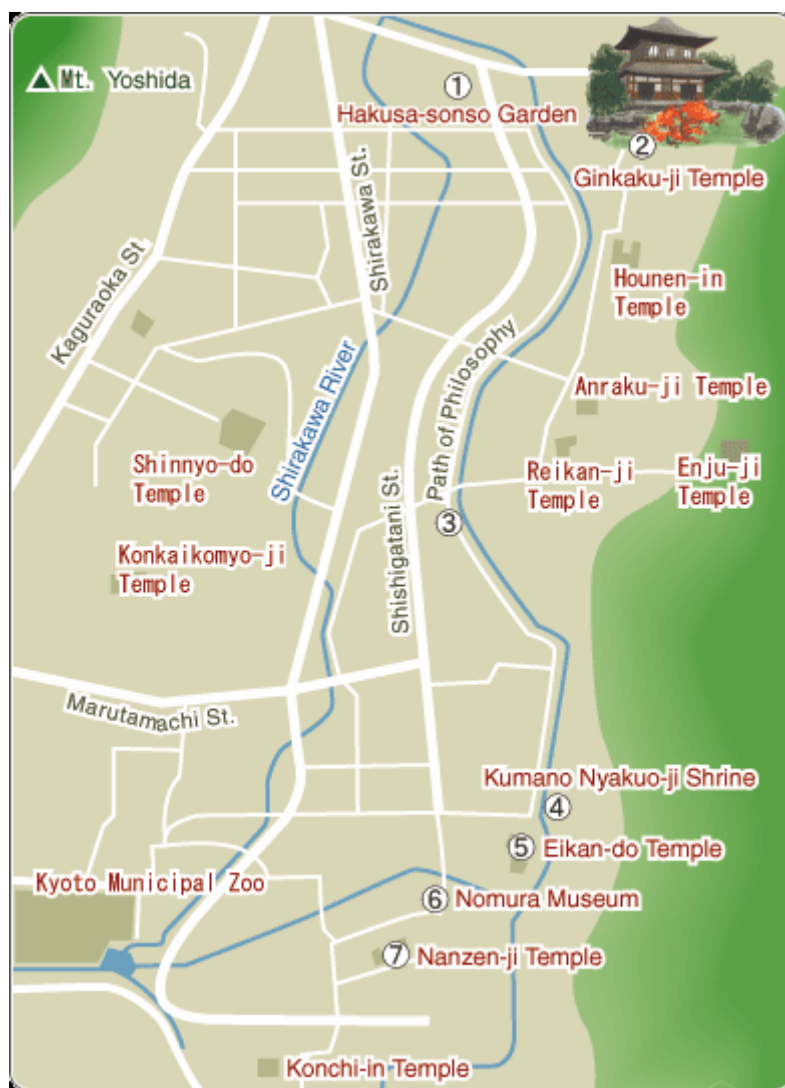 Mt. Yoshida
①
Hakusa-sonso Garden
②
Ginkaku-ji Temple
Shirakawa St.
Kaguraoka St.
Hounen-in
Temple
Path of Philosophy
Anraku-ji Temple
Shirakawa River
Shinnyo-do
Temple
Reikan-ji
Temple
Enju-ji
Temple
③
Shishigatani St.
Konkaikomyo-ji
Temple
Marutamachi St.
Kumano Nyakuo-ji Shrine
④
⑤ Eikan-do Temple
Kyoto Municipal Zoo
⑥ Nomura Museum
⑦ Nanzen-ji Temple
Konchi-in Temple